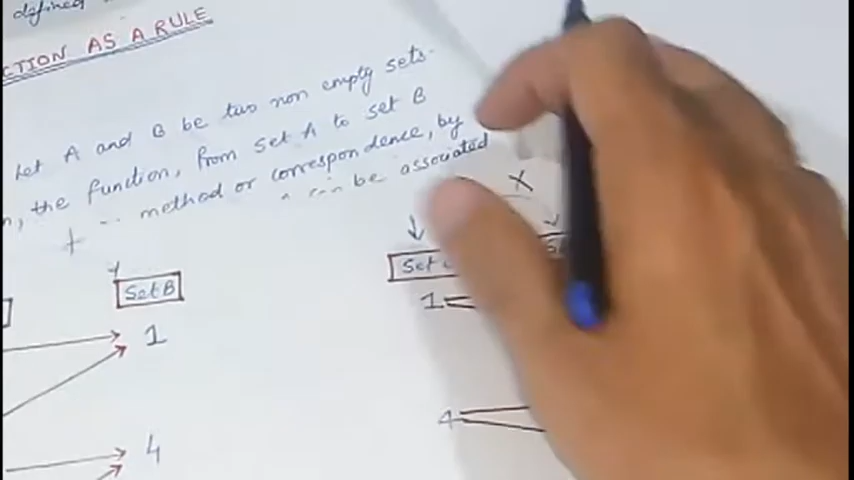 defined
CTION AS A RULE
Let A and B be two non empty sets.
n, the function, from set A to set B
method or correspondence, by
be associated
X
Set B
Set
1
1
4
4